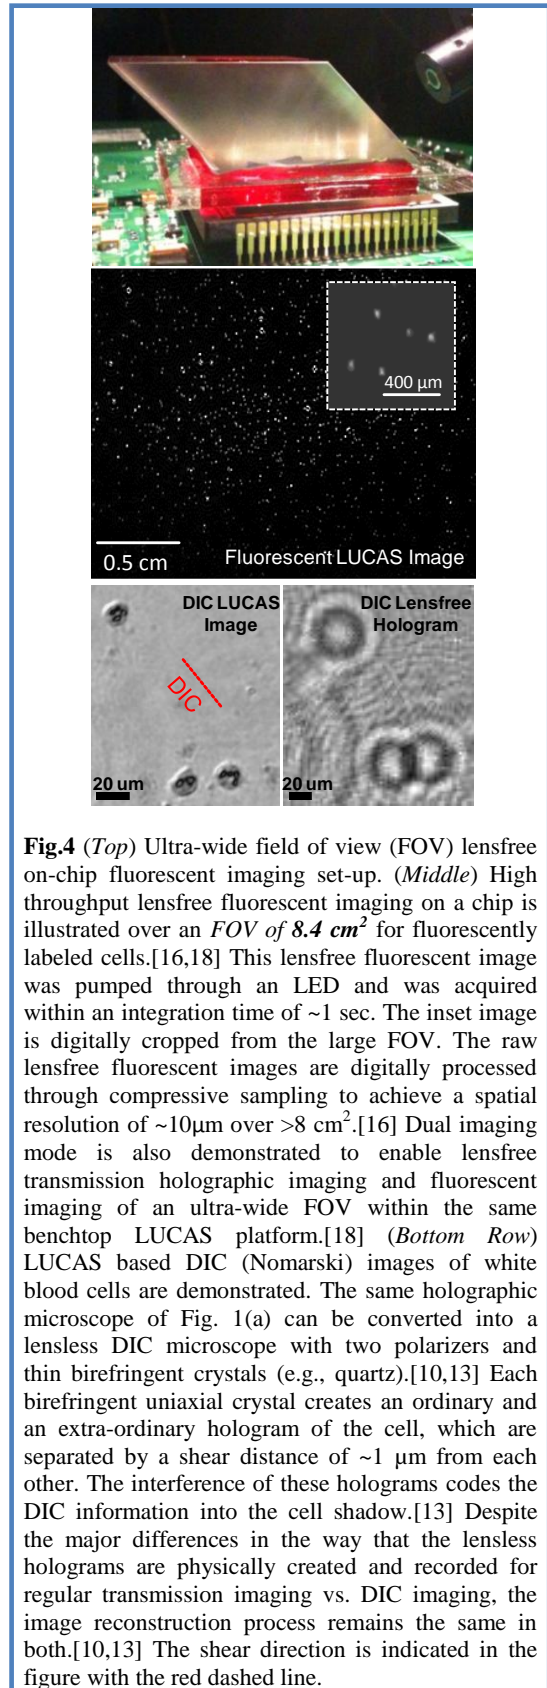 400 µm
0.5 cm
Fluorescent LUCAS Image
DIC LUCAS
Image
DIC
20 um
DIC Lensfree
Hologram
20 um
Fig.4 (Top) Ultra-wide field of view (FOV) lensfree
on-chip fluorescent imaging set-up. (Middle) High
throughput lensfree fluorescent imaging on a chip is
illustrated over an FOV of 8.4 cm² for fluorescently
labeled cells.[16,18] This lensfree fluorescent image
was pumped through an LED and was acquired
within an integration time of ~1 sec. The inset image
is digitally cropped from the large FOV. The raw
lensfree fluorescent images are digitally processed
through compressive sampling to achieve a spatial
resolution of ~10µm over >8 cm².[16] Dual imaging
mode is also demonstrated to enable lensfree
transmission holographic imaging and fluorescent
imaging of an ultra-wide FOV within the same
benchtop LUCAS platform.[18] (Bottom Row)
LUCAS based DIC (Nomarski) images of white
blood cells are demonstrated. The same holographic
microscope of Fig. 1(a) can be converted into a
lensless DIC microscope with two polarizers and
thin birefringent crystals (e.g., quartz).[10,13] Each
birefringent uniaxial crystal creates an ordinary and
an extra-ordinary hologram of the cell, which are
separated by a shear distance of ~1 µm from each
other. The interference of these holograms codes the
DIC information into the cell shadow.[13] Despite
the major differences in the way that the lensless
holograms are physically created and recorded for
regular transmission imaging vs. DIC imaging, the
image reconstruction process remains the same in
both.[10,13] The shear direction is indicated in the
figure with the red dashed line.